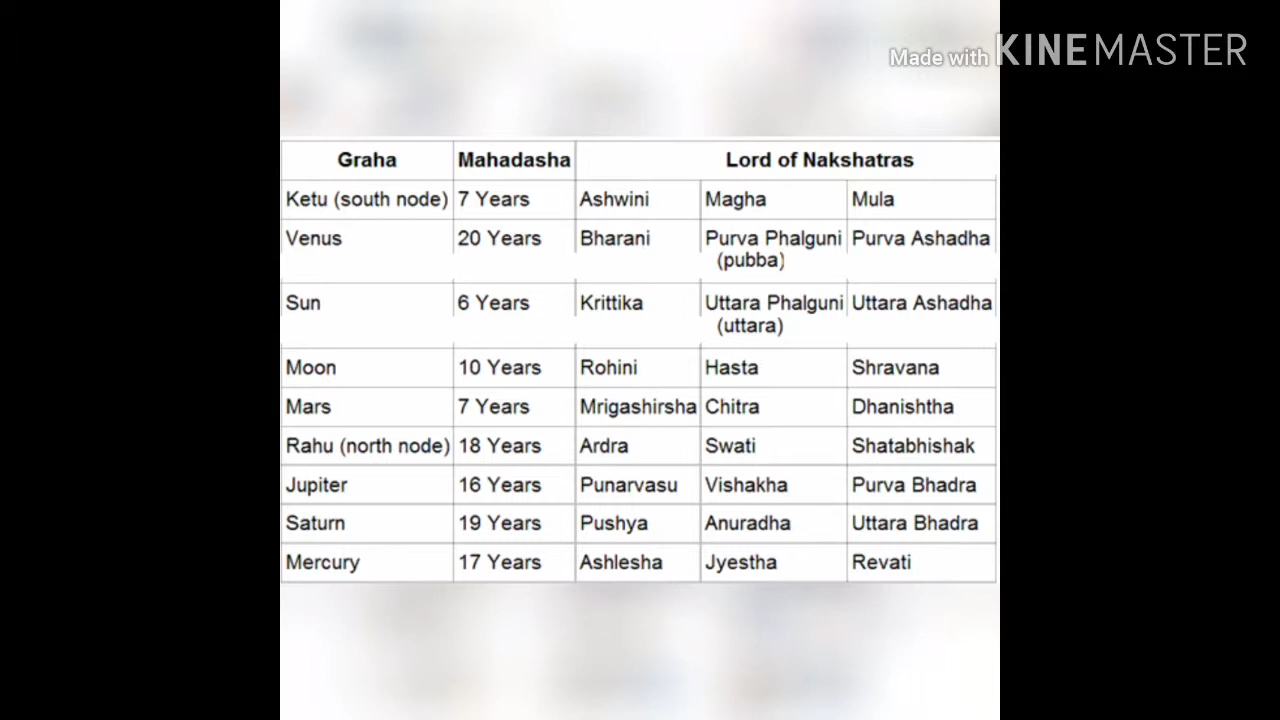 Made with KINEMASTER
Graha Mahadasha Lord of Nakshatras
Ketu (south node) 7 Years Ashwini Magha Mula
Venus 20 Years Bharani Purva Phalguni Purva Ashadha
(pubba)
Sun 6 Years Krittika Uttara Phalguni Uttara Ashadha
(uttara)
Moon 10 Years Rohini Hasta Shravana
Mars 7 Years Mrigashirsha Chitra Dhanishtha
Rahu (north node) 18 Years Ardra Swati Shatabhishak
Jupiter 16 Years Punarvasu Vishakha Purva Bhadra
Saturn 19 Years Pushya Anuradha Uttara Bhadra
Mercury 17 Years Ashlesha Jyestha Revati